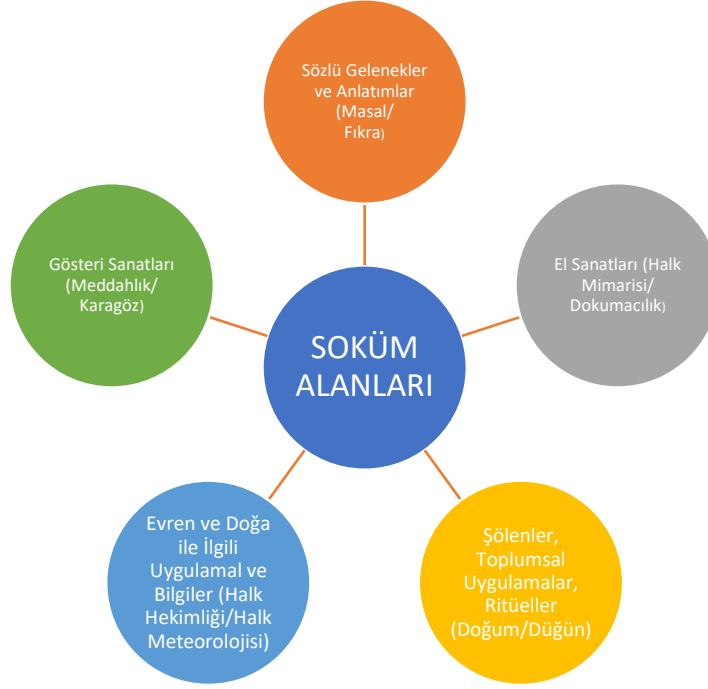 Sözlü Gelenekler
ve Anlatımlar
(Masal/
Fıkra)
Gösteri Sanatları
(Meddahlık/
Karagöz)
El Sanatları (Halk
Mimarisi/
Dokumacılık)
SOKÜM
ALANLARI
Evren ve Doğa
ile İlgili
Uygulamal ve
Bilgiler (Halk
Hekimliği/Halk
Meteorolojisi)
Şölenler,
Toplumsal
Uygulamalar,
Ritüeller
(Doğum/Düğün)